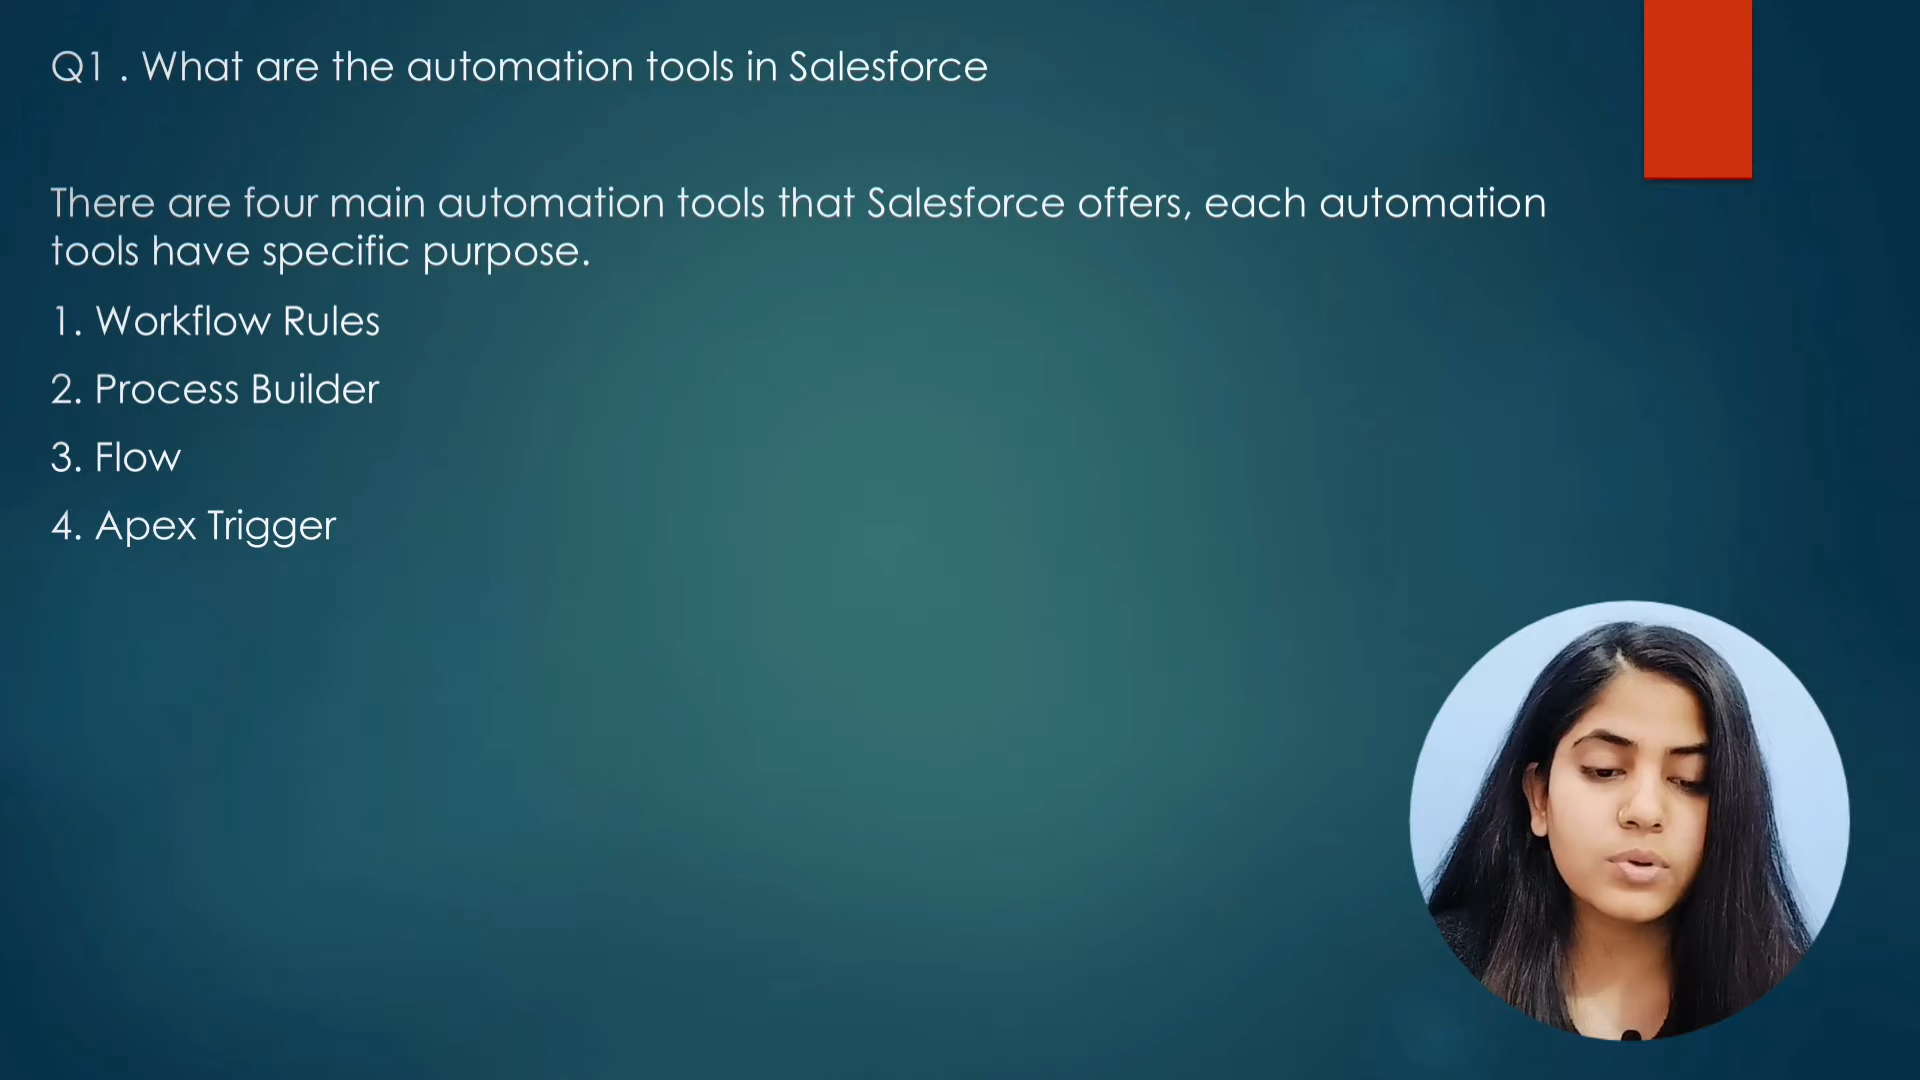 Q1 . What are the automation tools in Salesforce
There are four main automation tools that Salesforce offers, each automation
tools have specific purpose.
1. Workflow Rules
2. Process Builder
3. Flow
4. Apex Trigger